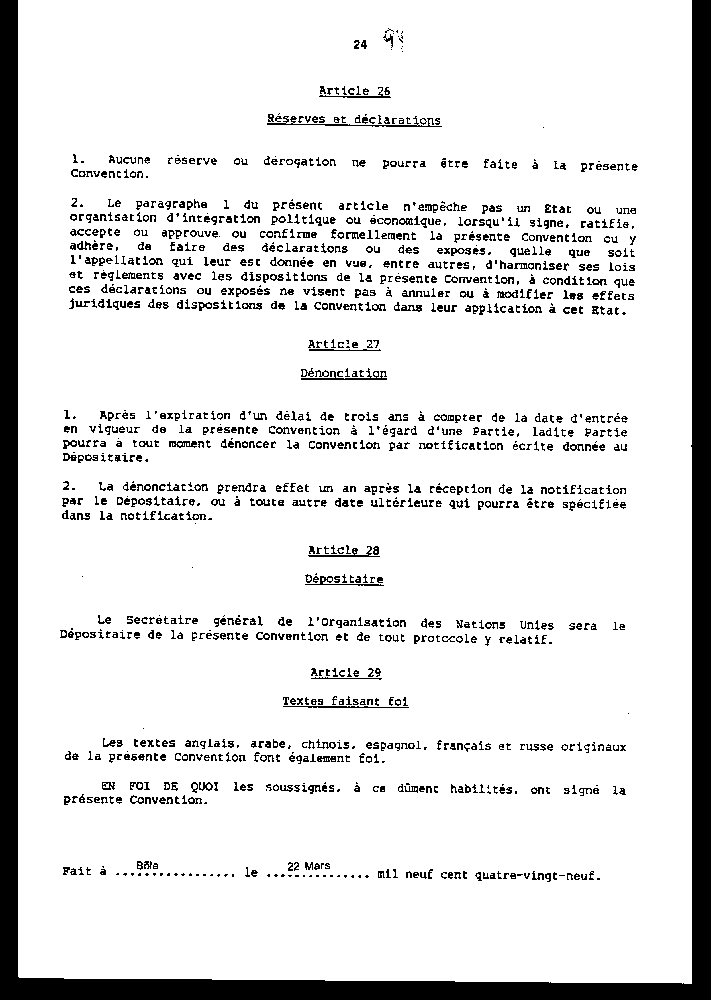 24 94
Article 26
Réserves et déclarations
1. Aucune réserve ou dérogation ne pourra être faite à la présente
Convention.
2. Le paragraphe 1 du présent article n'empêche pas un Etat ou une
organisation d'intégration politique ou économique, lorsqu'il signe, ratifie,
accepte ou approuve ou confirme formellement la présente Convention ou y
adhère, de faire des déclarations ou des exposés, quelle que soit
l'appellation qui leur est donnée en vue, entre autres, d'harmoniser ses lois
et règlements avec les dispositions de la présente Convention, à condition que
ces déclarations ou exposés ne visent pas à annuler ou à modifier les effets
juridiques des dispositions de la Convention dans leur application à cet Etat.
Article 27
Dénonciation
1. Après l'expiration d'un délai de trois ans à compter de la date d'entrée
en vigueur de la présente Convention à l'égard d'une Partie, ladite Partie
pourra à tout moment dénoncer la Convention par notification écrite donnée au
Dépositaire.
2. La dénonciation prendra effet un an après la réception de la notification
par le Dépositaire, ou à toute autre date ultérieure qui pourra être spécifiée
dans la notification.
Article 28
Dépositaire
Le Secrétaire général de l'Organisation des Nations Unies sera le
Dépositaire de la présente Convention et de tout protocole y relatif.
Article 29
Textes faisant foi
Les textes anglais, arabe, chinois, espagnol, français et russe originaux
de la présente Convention font également foi.
EN FOI DE QUOI les soussignés, à ce dûment habilités, ont signé la
présente Convention.
Fait à ...Bôle............., le ...22 Mars......... mil neuf cent quatre-vingt-neuf.